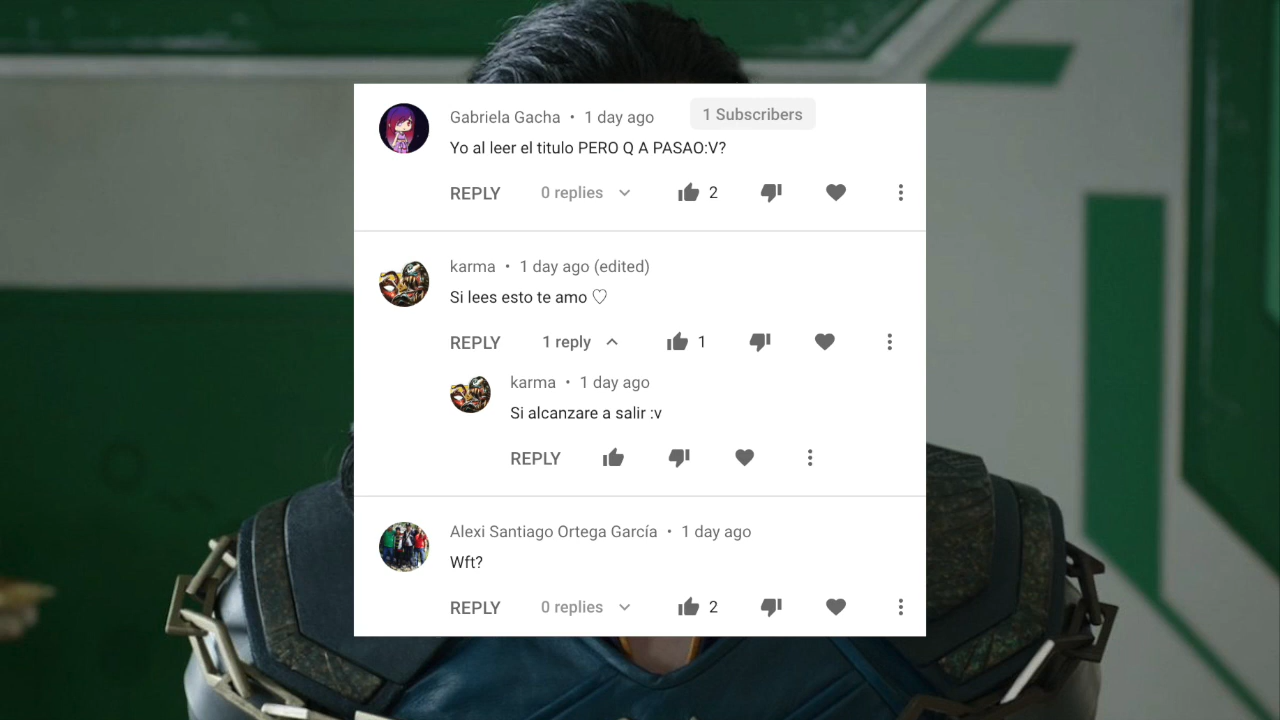 Gabriela Gacha • 1 day ago 1 Subscribers
Yo al leer el titulo PERO Q A PASAO:V?
REPLY 0 replies 2
karma • 1 day ago (edited)
Si lees esto te amo ♡
REPLY 1 reply 1
karma • 1 day ago
Si alcanzare a salir :v
REPLY
Alexi Santiago Ortega García • 1 day ago
Wft?
REPLY 0 replies 2